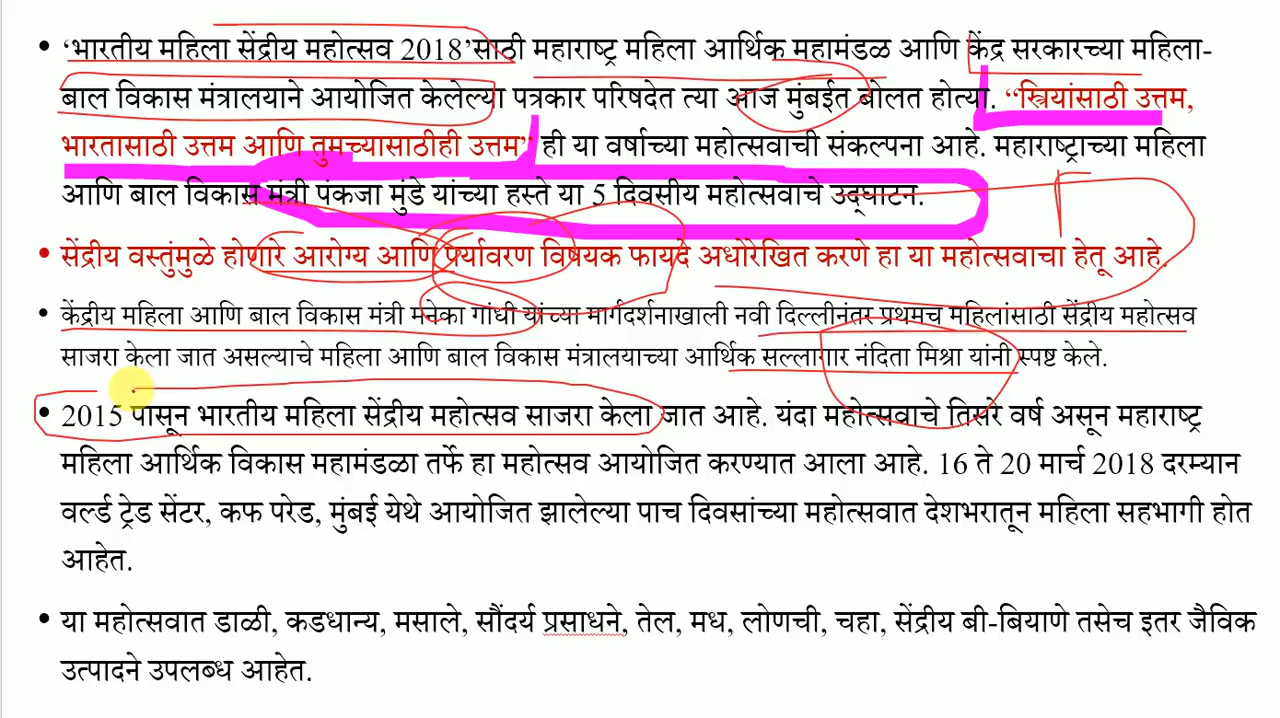 • ‘भारतीय महिला सेंद्रीय महोत्सव 2018’साठी महाराष्ट्र महिला आर्थिक महामंडळ आणि केंद्र सरकारच्या महिला-
बाल विकास मंत्रालयाने आयोजित केलेल्या पत्रकार परिषदेत त्या आज मुंबईत बोलत होत्या. “स्त्रियांसाठी उत्तम,
भारतासाठी उत्तम आणि तुमच्यासाठीही उत्तम” ही या वर्षाच्या महोत्सवाची संकल्पना आहे. महाराष्ट्राच्या महिला
आणि बाल विकास मंत्री पंकजा मुंडे यांच्या हस्ते या 5 दिवसीय महोत्सवाचे उद्घाटन.
• सेंद्रीय वस्तुंमुळे होणारे आरोग्य आणि प्रर्यावरण विषयक फायदे अधोरेखित करणे हा या महोत्सवाचा हेतू आहे.
• केंद्रीय महिला आणि बाल विकास मंत्री मनेका गांधी यांच्या मार्गदर्शनाखाली नवी दिल्लीनंतर प्रथमच महिलांसाठी सेंद्रीय महोत्सव
साजरा केला जात असल्याचे महिला आणि बाल विकास मंत्रालयाच्या आर्थिक सल्लागार नंदिता मिश्रा यांनी स्पष्ट केले.
• 2015 पासून भारतीय महिला सेंद्रीय महोत्सव साजरा केला जात आहे. यंदा महोत्सवाचे तिसरे वर्ष असून महाराष्ट्र
महिला आर्थिक विकास महामंडळा तर्फे हा महोत्सव आयोजित करण्यात आला आहे. 16 ते 20 मार्च 2018 दरम्यान
वर्ल्ड ट्रेड सेंटर, कफ परेड, मुंबई येथे आयोजित झालेल्या पाच दिवसांच्या महोत्सवात देशभरातून महिला सहभागी होत
आहेत.
• या महोत्सवात डाळी, कडधान्य, मसाले, सौंदर्य प्रसाधने, तेल, मध, लोणची, चहा, सेंद्रीय बी-बियाणे तसेच इतर जैविक
उत्पादने उपलब्ध आहेत.